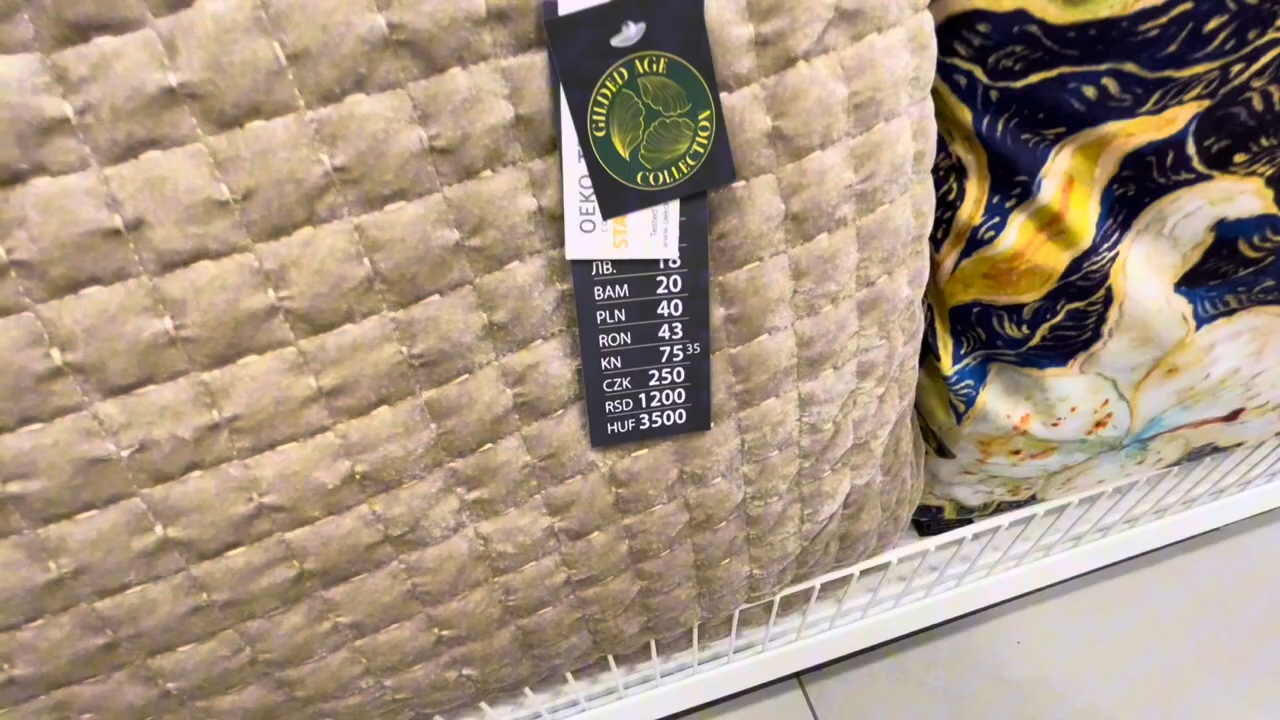 GILDED AGE
COLLECTION
OEKO
ЛВ. 18
BAM 20
PLN 40
RON 43
KN 75 35
CZK 250
RSD 1200
HUF 3500